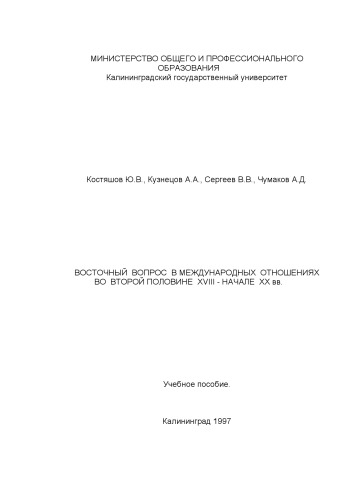 МИНИСТЕРСТВО ОБЩЕГО И ПРОФЕССИОНАЛЬНОГО
ОБРАЗОВАНИЯ
Калининградский государственный университет
Костяшов Ю.В., Кузнецов А.А., Сергеев В.В., Чумаков А.Д.
ВОСТОЧНЫЙ ВОПРОС В МЕЖДУНАРОДНЫХ ОТНОШЕНИЯХ
ВО ВТОРОЙ ПОЛОВИНЕ XVIII - НАЧАЛЕ XX вв.
Учебное пособие.
Калининград 1997